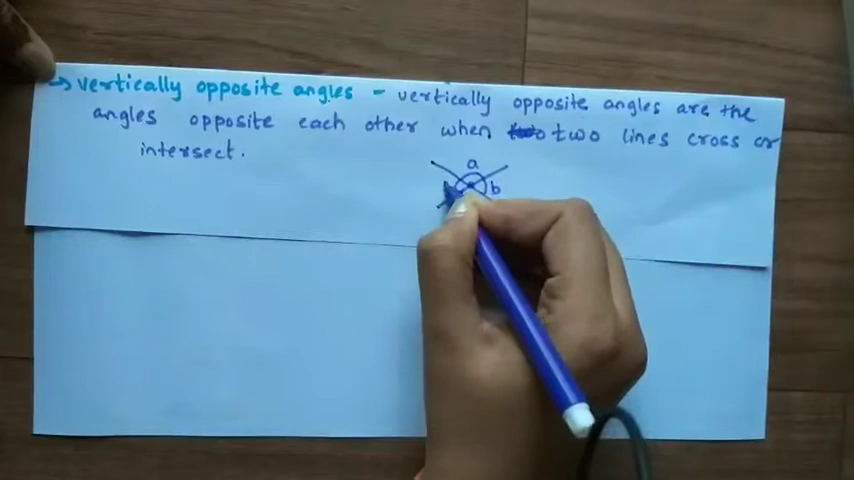 → vertically opposite angles - vertically opposite angles are the
angles opposite each other when two lines cross or
intersect.
a
b